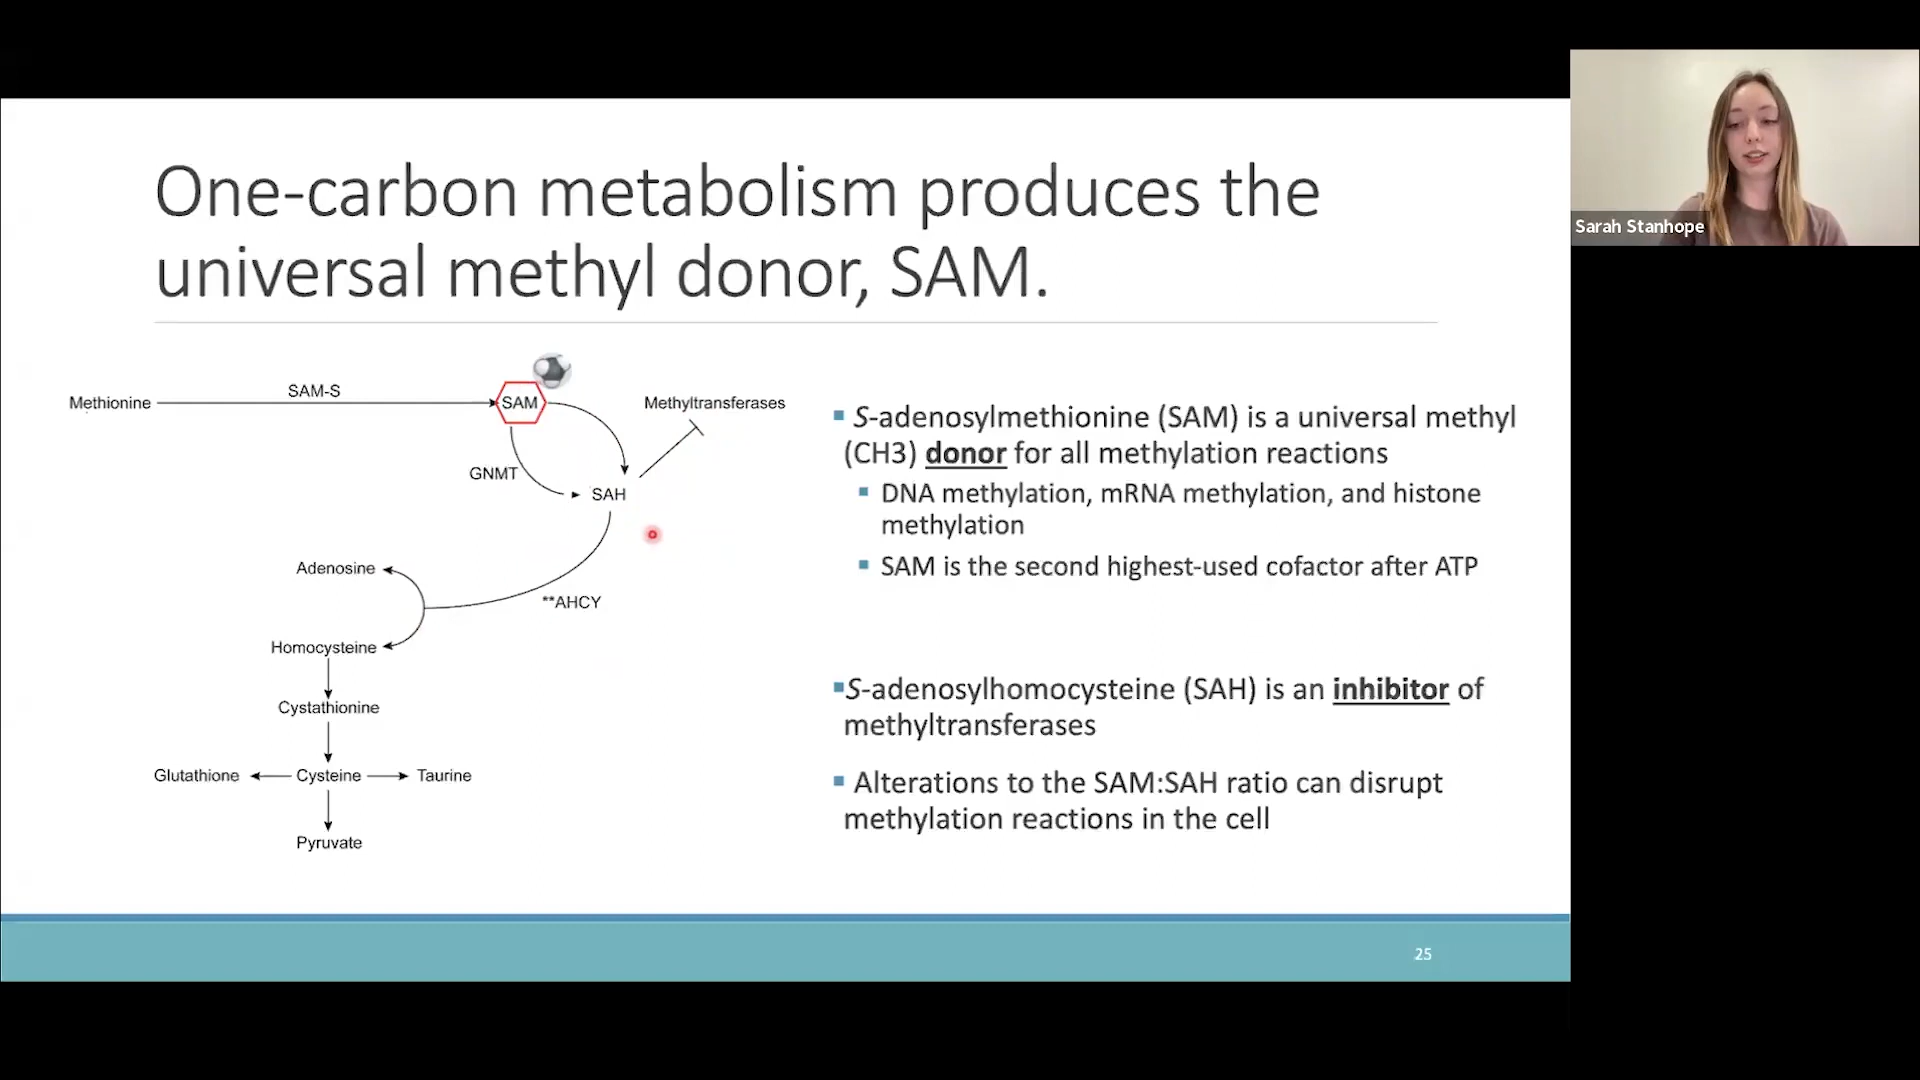 One-carbon metabolism produces the
universal methyl donor, SAM.
Methionine
SAM-S
SAM
Methyltransferases
GNMT
SAH
Adenosine
**AHCY
Homocysteine
Cystathionine
Glutathione
Cysteine
Taurine
Pyruvate
S-adenosylmethionine (SAM) is a universal methyl
(CH3) donor for all methylation reactions
DNA methylation, mRNA methylation, and histone
methylation
SAM is the second highest-used cofactor after ATP
S-adenosylhomocysteine (SAH) is an inhibitor of
methyltransferases
Alterations to the SAM:SAH ratio can disrupt
methylation reactions in the cell
25
Sarah Stanhope